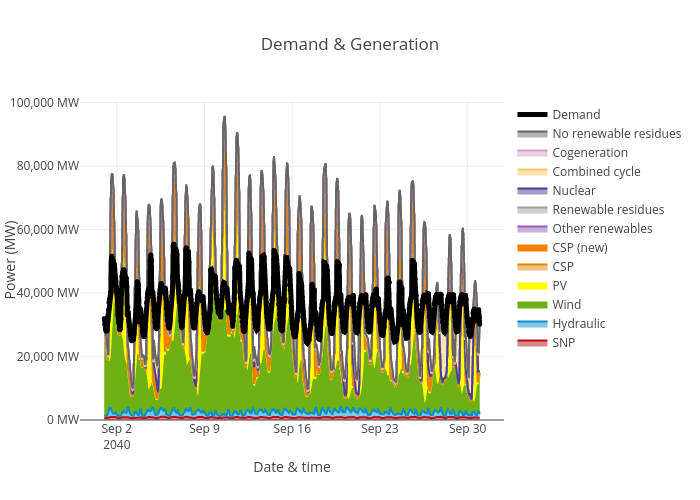 Demand & Generation
100,000 MW
80,000 MW
60,000 MW
40,000 MW
20,000 MW
0 MW
Power (MW)
Sep 2
2040
Sep 9
Sep 16
Sep 23
Sep 30
Date & time
Demand
No renewable residues
Cogeneration
Combined cycle
Nuclear
Renewable residues
Other renewables
CSP (new)
CSP
PV
Wind
Hydraulic
SNP